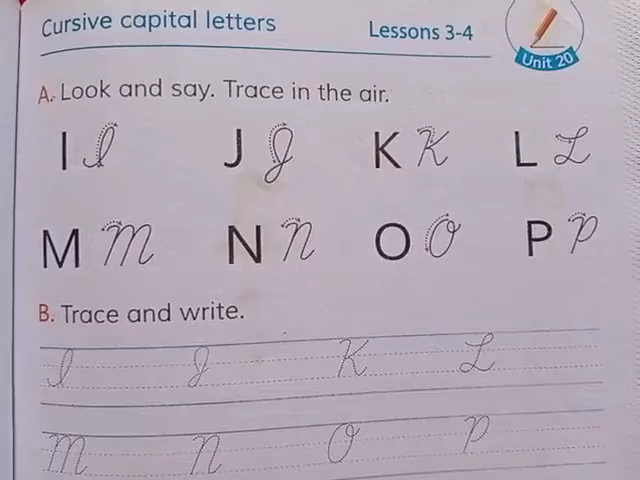 Cursive capital letters Lessons 3-4
Unit 20
A. Look and say. Trace in the air.
I I J J K K L L
M M N N O O P P
B. Trace and write.
I J K L
M N O P